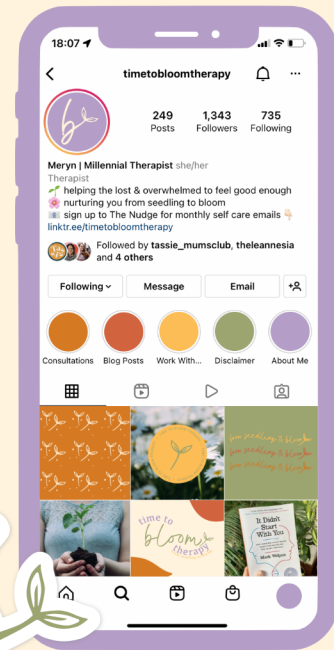 18:07
timetobloomtherapy
249 1,343 735
Posts Followers Following
Meryn | Millennial Therapist she/her
Therapist
helping the lost & overwhelmed to feel good enough
nurturing you from seedling to bloom
sign up to The Nudge for monthly self care emails
linktr.ee/timetobloomtherapy
Followed by tassie_mumsclub, theleannesia
and 4 others
Following Message Email
Consultations Blog Posts Work With... Disclaimer About Me
from seedling to bloom
from seedling to bloom
from seedling to bloom
time to
bloom
therapy
It Didn't
Start
With You
Mark Wolynn